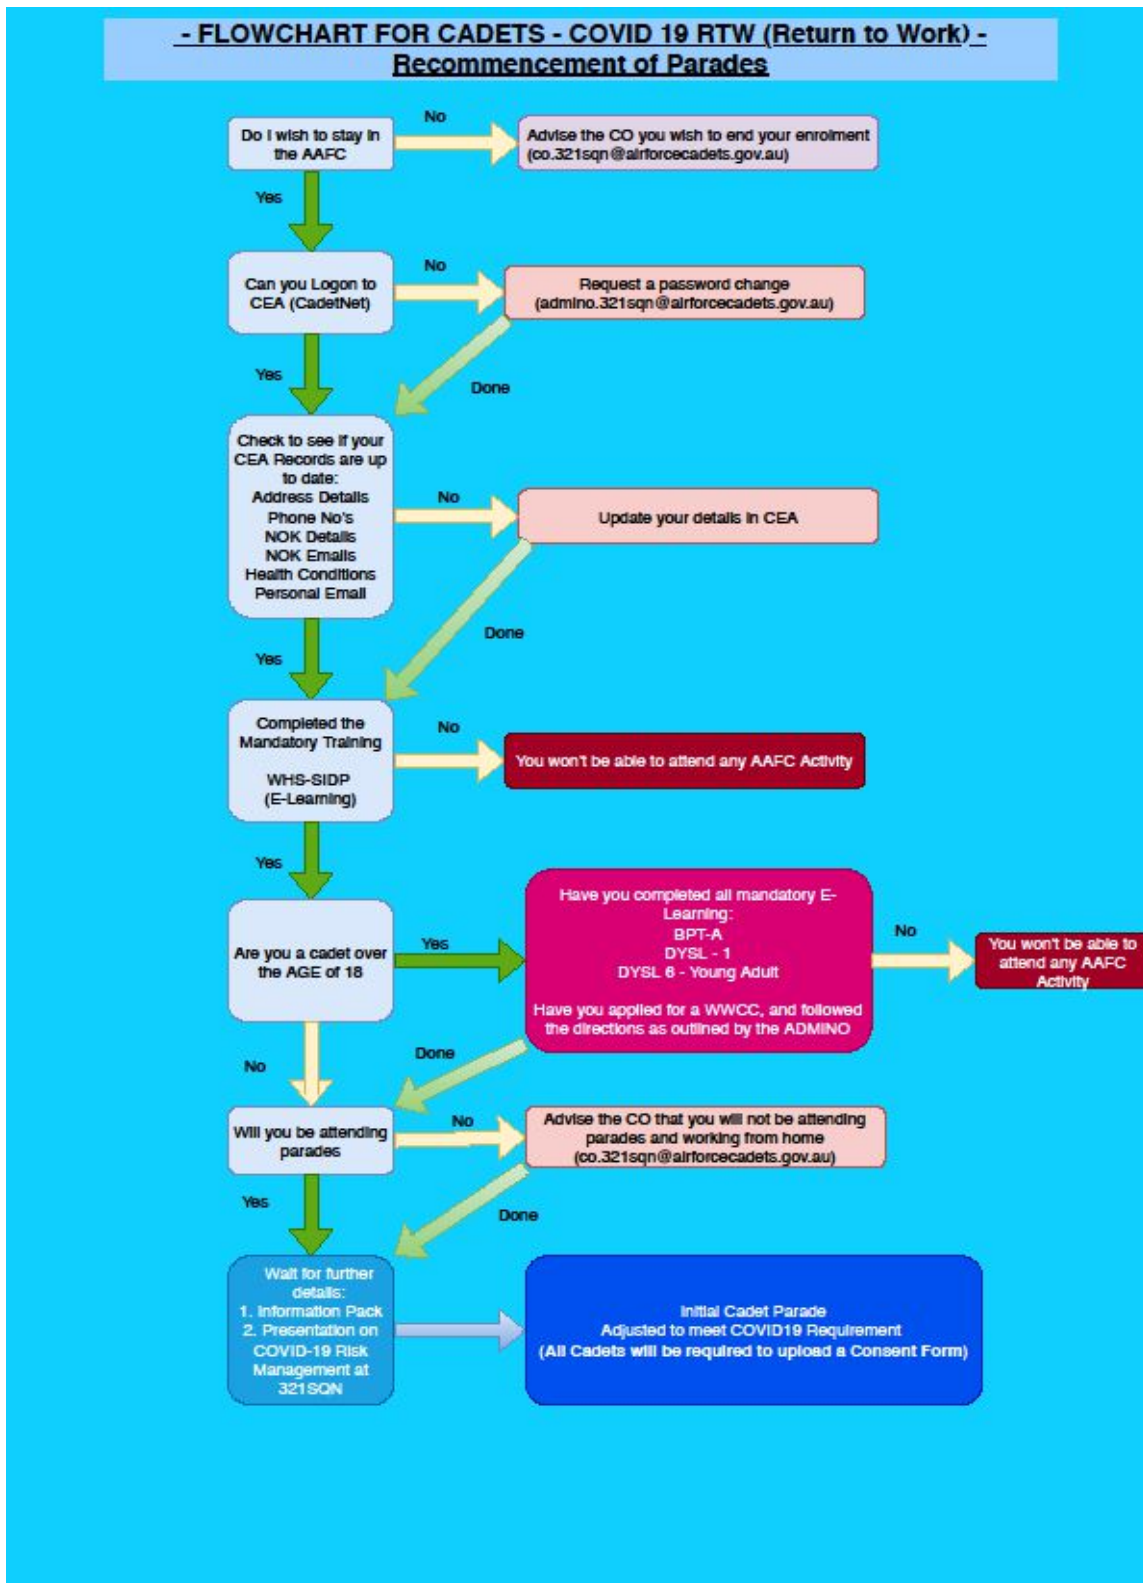 - FLOWCHART FOR CADETS - COVID 19 RTW (Return to Work) -
Recommencement of Parades
Do I wish to stay in
the AAFC
No
Advise the CO you wish to end your enrolment
(co.321sqn@airforcecadets.gov.au)
Yes
Can you Logon to
CEA (CadetNet)
No
Request a password change
(admino.321sqn@airforcecadets.gov.au)
Yes
Done
Check to see if your
CEA Records are up
to date:
Address Details
Phone No's
NOK Details
NOK Emails
Health Conditions
Personal Email
No
Update your details in CEA
Yes
Done
Completed the
Mandatory Training
WHS-SIDP
(E-Learning)
No
You won't be able to attend any AAFC Activity
Yes
Are you a cadet over
the AGE of 18
Yes
Have you completed all mandatory E-
Learning:
BPT-A
DYSL - 1
DYSL 6 - Young Adult
Have you applied for a WWCC, and followed
the directions as outlined by the ADMINO
No
You won't be able to
attend any AAFC
Activity
No
Done
Will you be attending
parades
No
Advise the CO that you will not be attending
parades and working from home
(co.321sqn@airforcecadets.gov.au)
Yes
Done
Wait for further
details:
1. Information Pack
2. Presentation on
COVID-19 Risk
Management at
321SQN
Initial Cadet Parade
Adjusted to meet COVID19 Requirement
(All Cadets will be required to upload a Consent Form)